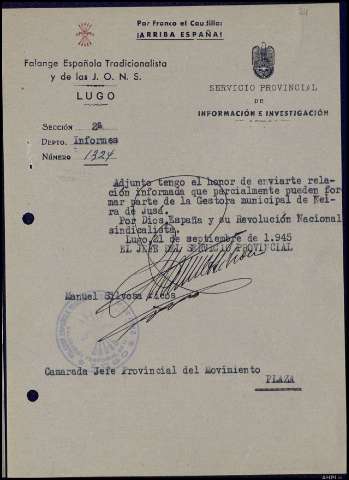 24
Por Franco el Caudillo:
¡ARRIBA ESPAÑA!
Falange Española Tradicionalista
y de las J. O. N. S.
LUGO
SERVICIO PROVINCIAL
DE
INFORMACIÓN E INVESTIGACIÓN
SECCIÓN 2ª
DEPTO. Informes
NÚMERO 1324
Adjunto tengo el honor de enviarte rela-
ción informada que parcialmente pueden for
mar parte de la Gestora municipal de Nei-
ra de Jusá.
Por Dios,España y su Revolución Nacional
sindicalista.
Lugo,21 de septiembre de 1.945
EL JEFE DEL SERVICIO PROVINCIAL
Manuel Silvosa
Camarada Jefe Provincial del Movimiento
PLAZA